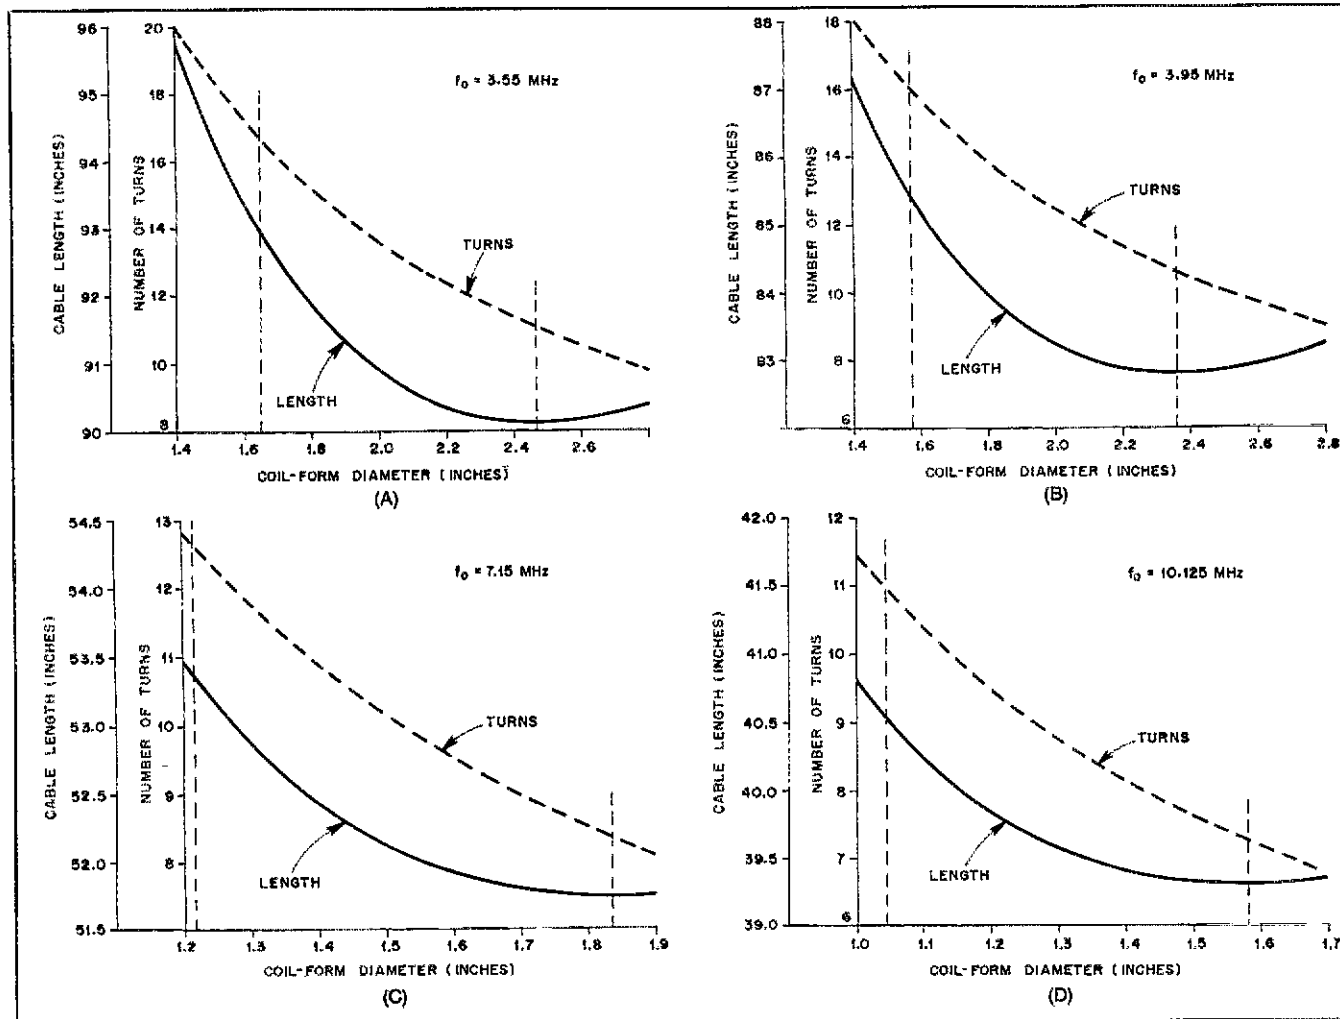 96
95
94
93
92
91
90
CABLE LENGTH (INCHES)
20
18
16
14
12
10
8
NUMBER OF TURNS
f₀ = 3.55 MHz
TURNS
LENGTH
1.4 1.6 1.8 2.0 2.2 2.4 2.6
COIL-FORM DIAMETER (INCHES)
(A)
88
87
86
85
84
83
CABLE LENGTH (INCHES)
18
16
14
12
10
8
6
NUMBER OF TURNS
f₀ = 3.95 MHz
TURNS
LENGTH
1.4 1.6 1.8 2.0 2.2 2.4 2.6 2.8
COIL-FORM DIAMETER (INCHES)
(B)
54.5
54.0
53.5
53.0
52.5
52.0
51.5
CABLE LENGTH (INCHES)
13
12
11
10
9
8
7
NUMBER OF TURNS
f₀ = 7.15 MHz
TURNS
LENGTH
1.2 1.3 1.4 1.5 1.6 1.7 1.8 1.9
COIL-FORM DIAMETER (INCHES)
(C)
42.0
41.5
41.0
40.5
40.0
39.5
39.0
CABLE LENGTH (INCHES)
12
11
10
9
8
7
6
NUMBER OF TURNS
f₀ = 10.125 MHz
TURNS
LENGTH
1.0 1.1 1.2 1.3 1.4 1.5 1.6 1.7
COIL-FORM DIAMETER (INCHES)
(D)